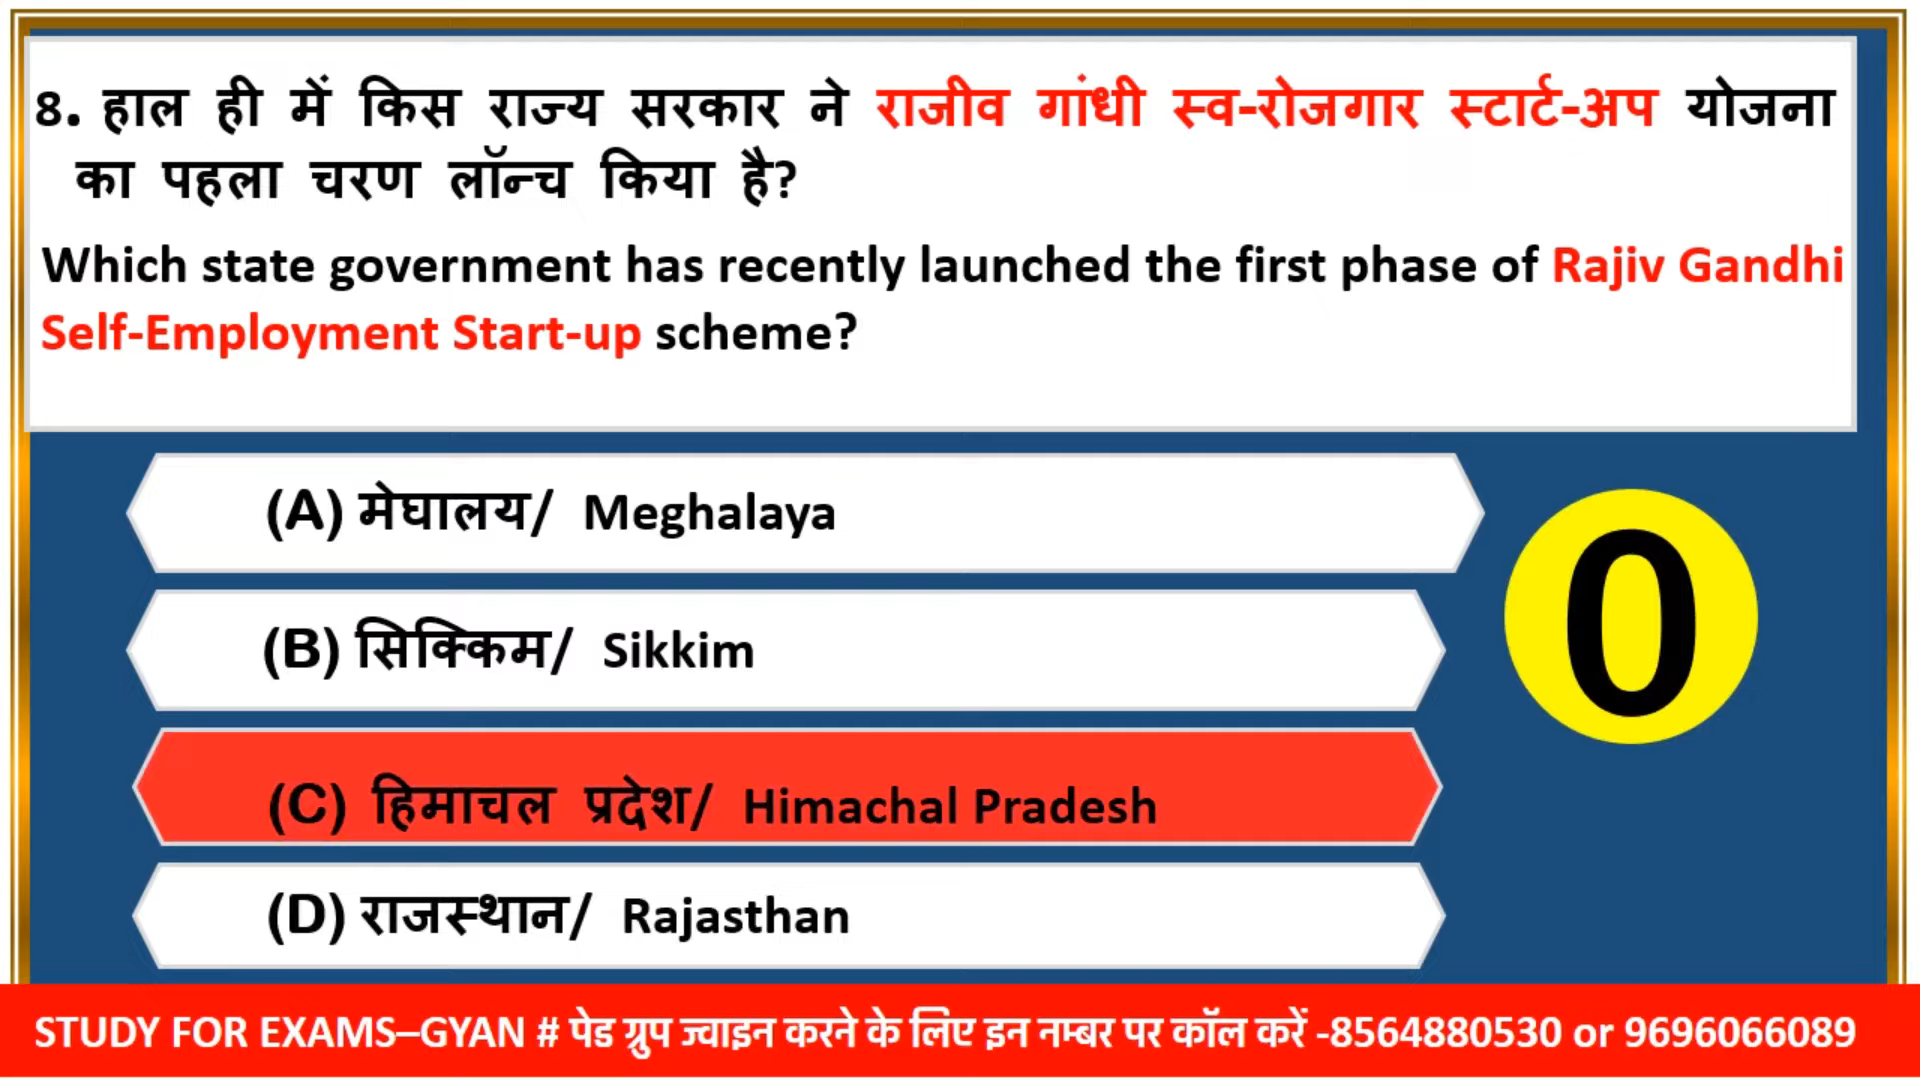 8. हाल ही में किस राज्य सरकार ने राजीव गांधी स्व-रोजगार स्टार्ट-अप योजना
का पहला चरण लॉन्च किया है?
Which state government has recently launched the first phase of Rajiv Gandhi
Self-Employment Start-up scheme?
(A) मेघालय/ Meghalaya
(B) सिक्किम/ Sikkim
0
(C) हिमाचल प्रदेश/ Himachal Pradesh
(D) राजस्थान/ Rajasthan
STUDY FOR EXAMS–GYAN # पेड ग्रुप ज्वाइन करने के लिए इन नम्बर पर कॉल करें -8564880530 or 9696066089